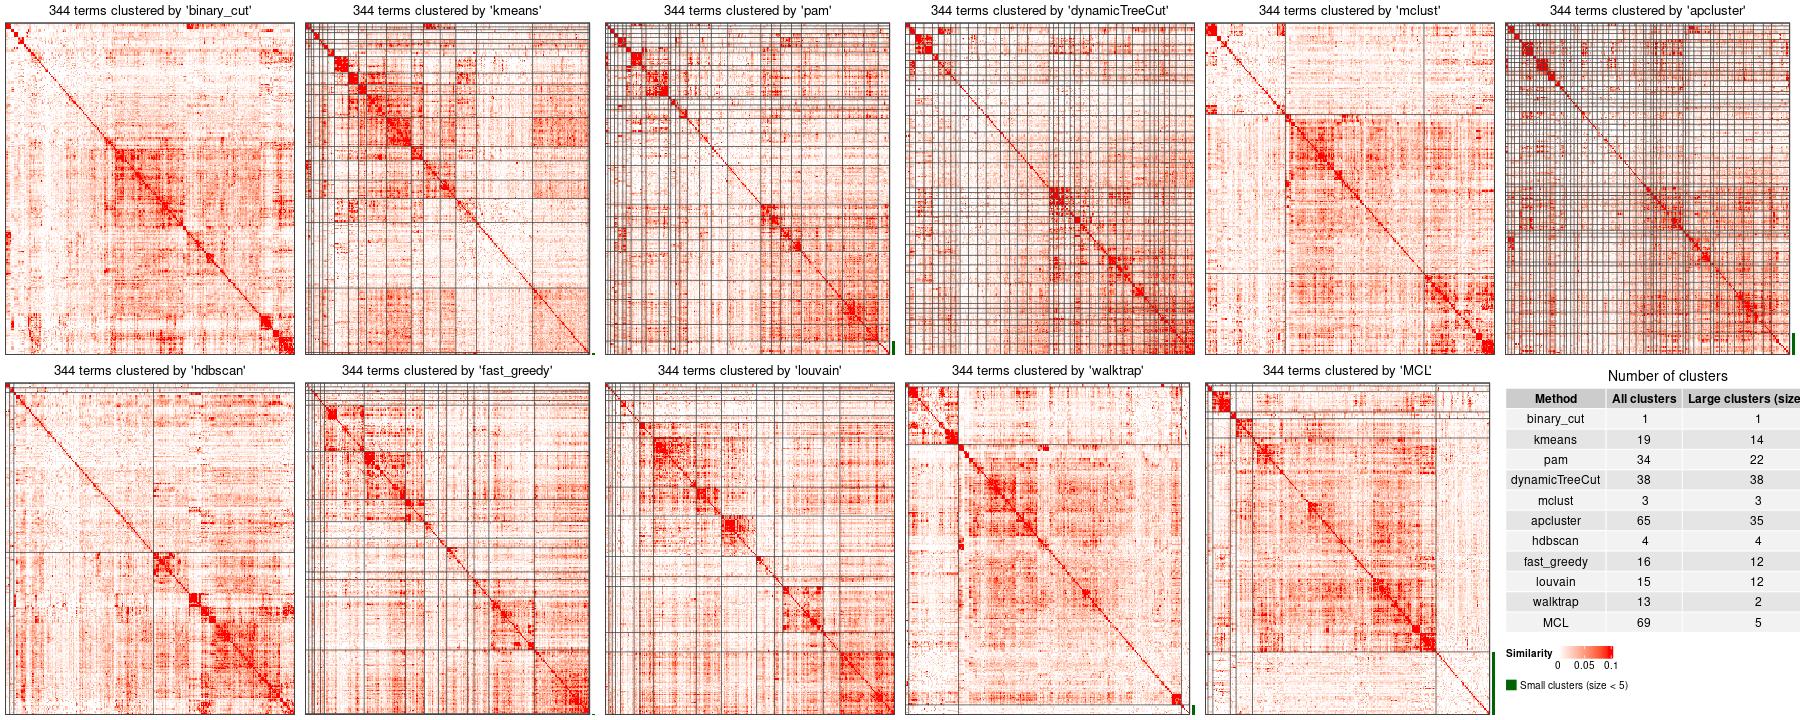 344 terms clustered by 'binary_cut'
344 terms clustered by 'kmeans'
344 terms clustered by 'pam'
344 terms clustered by 'dynamicTreeCut'
344 terms clustered by 'mclust'
344 terms clustered by 'apcluster'
344 terms clustered by 'hdbscan'
344 terms clustered by 'fast_greedy'
344 terms clustered by 'louvain'
344 terms clustered by 'walktrap'
344 terms clustered by 'MCL'
Number of clusters
Method All clusters Large clusters (size
binary_cut 1 1
kmeans 19 14
pam 34 22
dynamicTreeCut 38 38
mclust 3 3
apcluster 65 35
hdbscan 4 4
fast_greedy 16 12
louvain 15 12
walktrap 13 2
MCL 69 5
Similarity
0 0.05 0.1
Small clusters (size < 5)